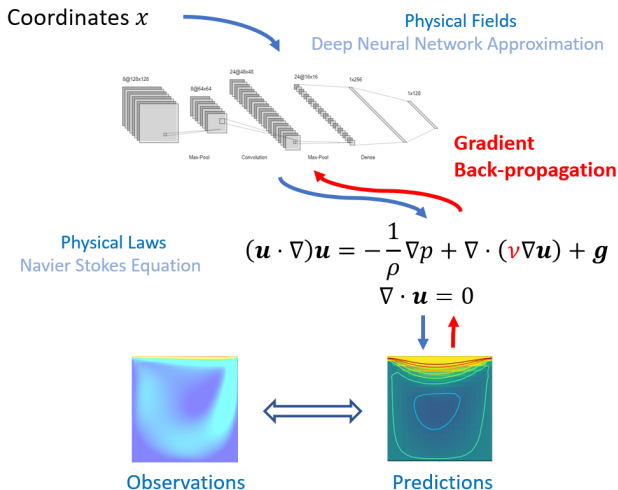 Coordinates x
Physical Fields
Deep Neural Network Approximation
8@128x128
8@64x64
24@48x48
24@16x16
1x256
1x128
Max-Pool
Convolution
Max-Pool
Dense
Gradient
Back-propagation
Physical Laws
Navier Stokes Equation
(u · ∇)u = −1/ρ ∇p + ∇ · (ν∇u) + g
∇ · u = 0
Observations
Predictions